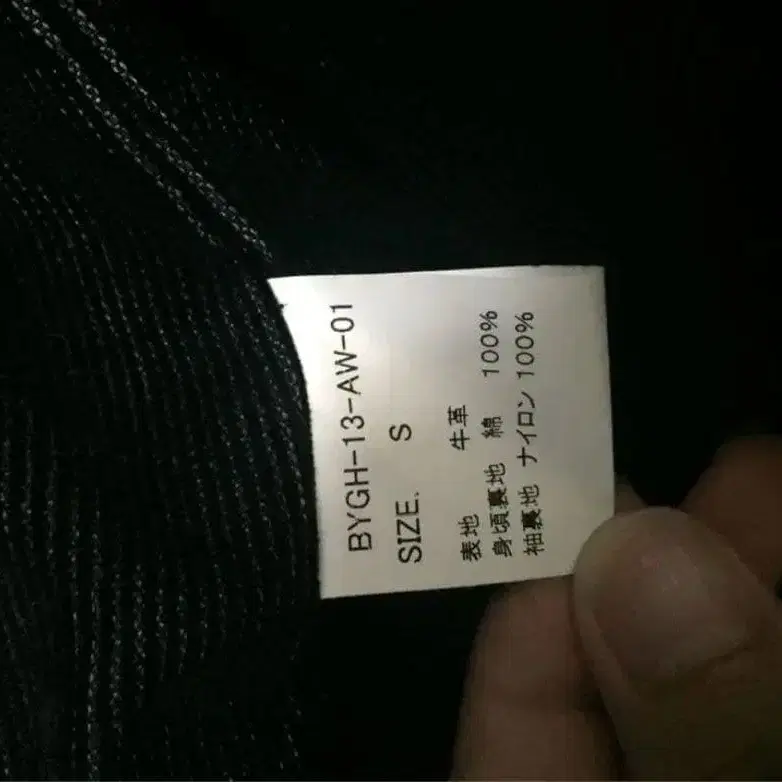 BYGH-13-AW-01
SIZE. S
表地 牛革
身頃裏地 綿 100%
袖裏地 ナイロン 100%